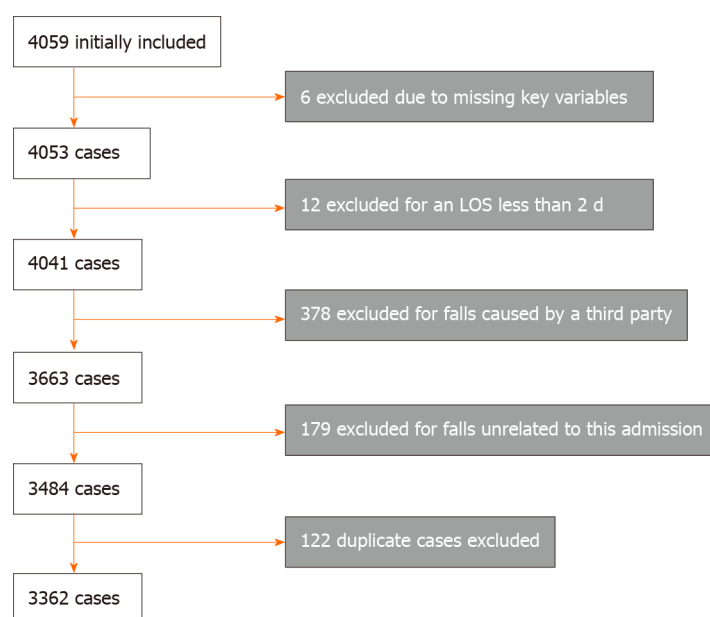 4059 initially included
6 excluded due to missing key variables
4053 cases
12 excluded for an LOS less than 2 d
4041 cases
378 excluded for falls caused by a third party
3663 cases
179 excluded for falls unrelated to this admission
3484 cases
122 duplicate cases excluded
3362 cases